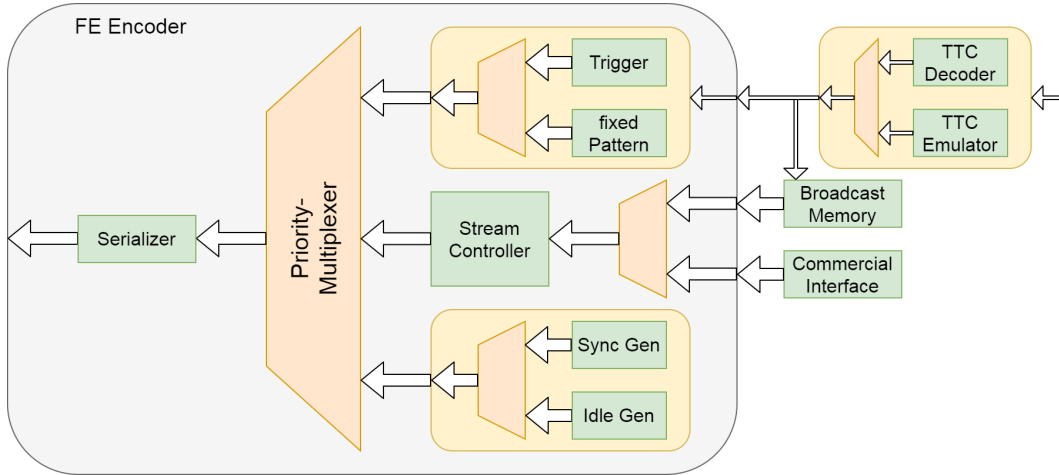 FE Encoder
Trigger
fixed
Pattern
TTC
Decoder
TTC
Emulator
Priority-
Multiplexer
Serializer
Stream
Controller
Broadcast
Memory
Commercial
Interface
Sync Gen
Idle Gen